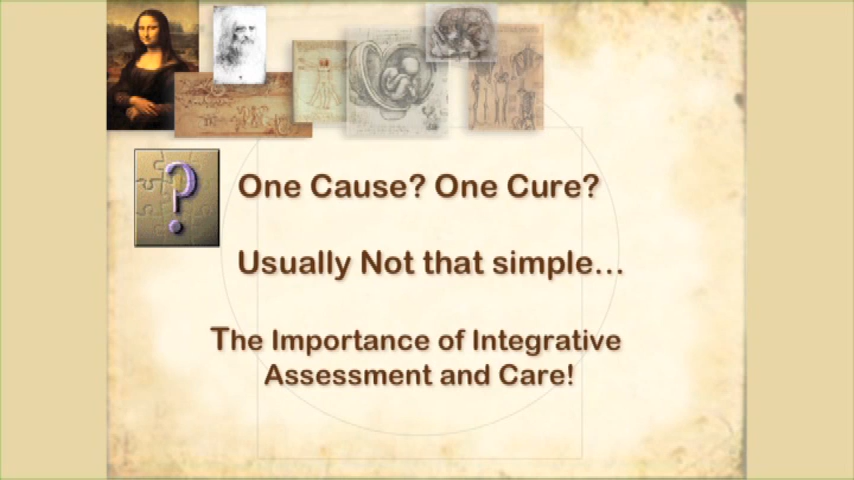 ?
One Cause? One Cure?
Usually Not that simple...
The Importance of Integrative
Assessment and Care!